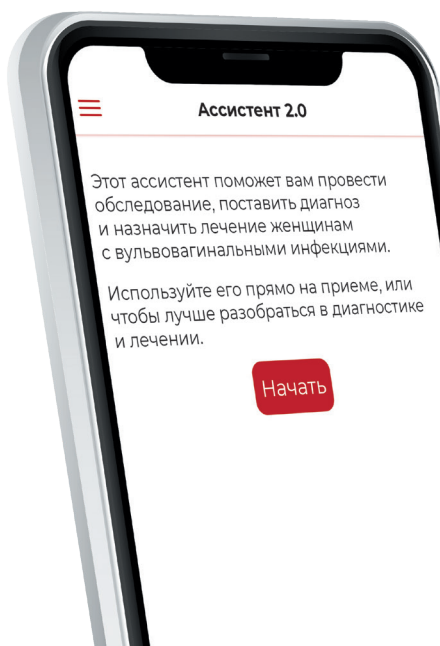 Ассистент 2.0
Этот ассистент поможет вам провести
обследование, поставить диагноз
и назначить лечение женщинам
с вульвовагинальными инфекциями.
Используйте его прямо на приеме, или
чтобы лучше разобраться в диагностике
и лечении.
Начать